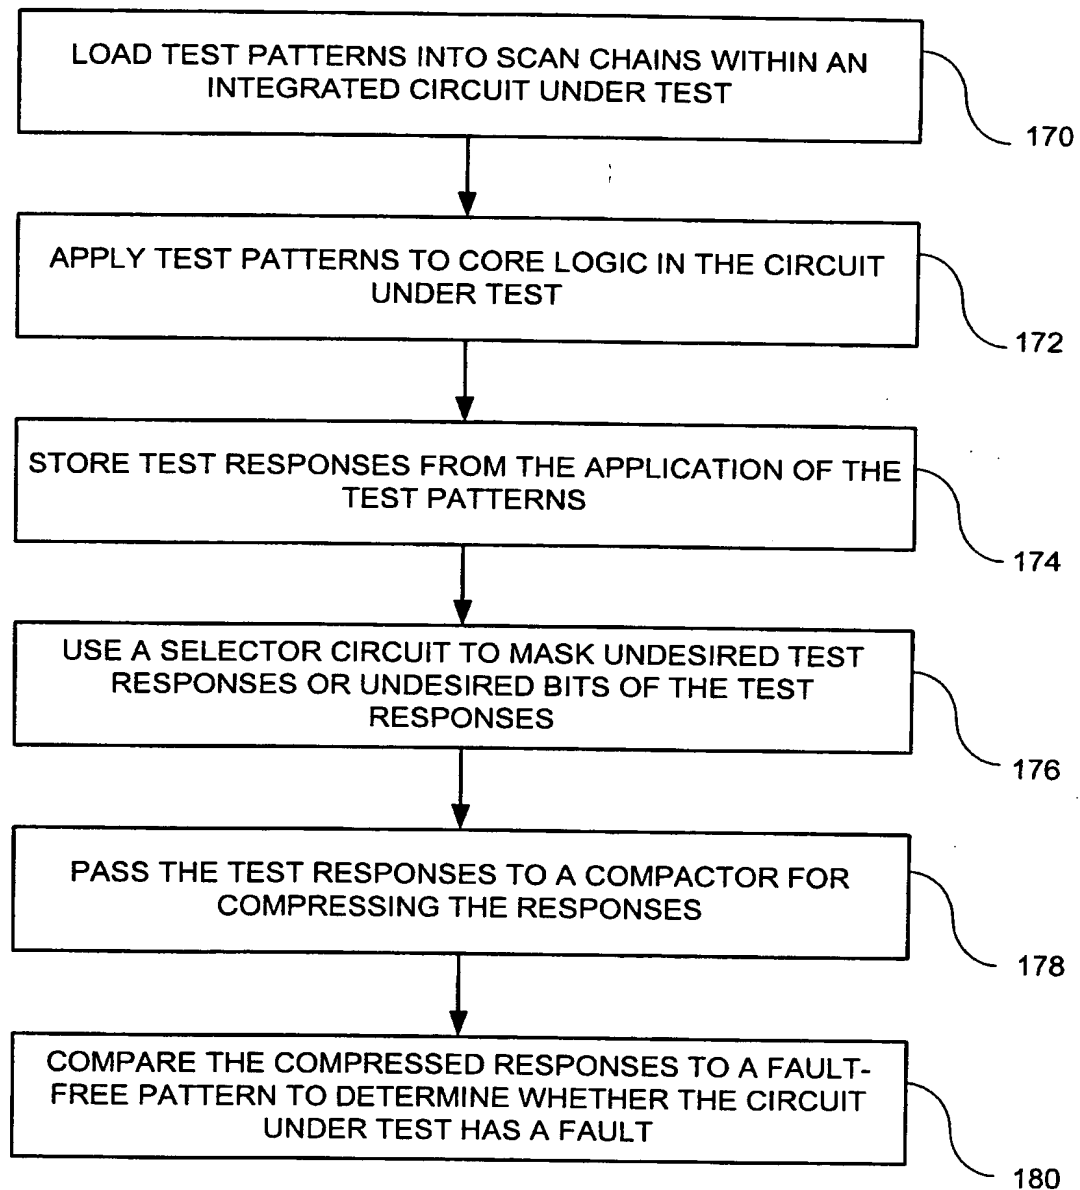 LOAD TEST PATTERNS INTO SCAN CHAINS WITHIN AN
INTEGRATED CIRCUIT UNDER TEST
170
APPLY TEST PATTERNS TO CORE LOGIC IN THE CIRCUIT
UNDER TEST
172
STORE TEST RESPONSES FROM THE APPLICATION OF THE
TEST PATTERNS
174
USE A SELECTOR CIRCUIT TO MASK UNDESIRED TEST
RESPONSES OR UNDESIRED BITS OF THE TEST
RESPONSES
176
PASS THE TEST RESPONSES TO A COMPACTOR FOR
COMPRESSING THE RESPONSES
178
COMPARE THE COMPRESSED RESPONSES TO A FAULT-
FREE PATTERN TO DETERMINE WHETHER THE CIRCUIT
UNDER TEST HAS A FAULT
180